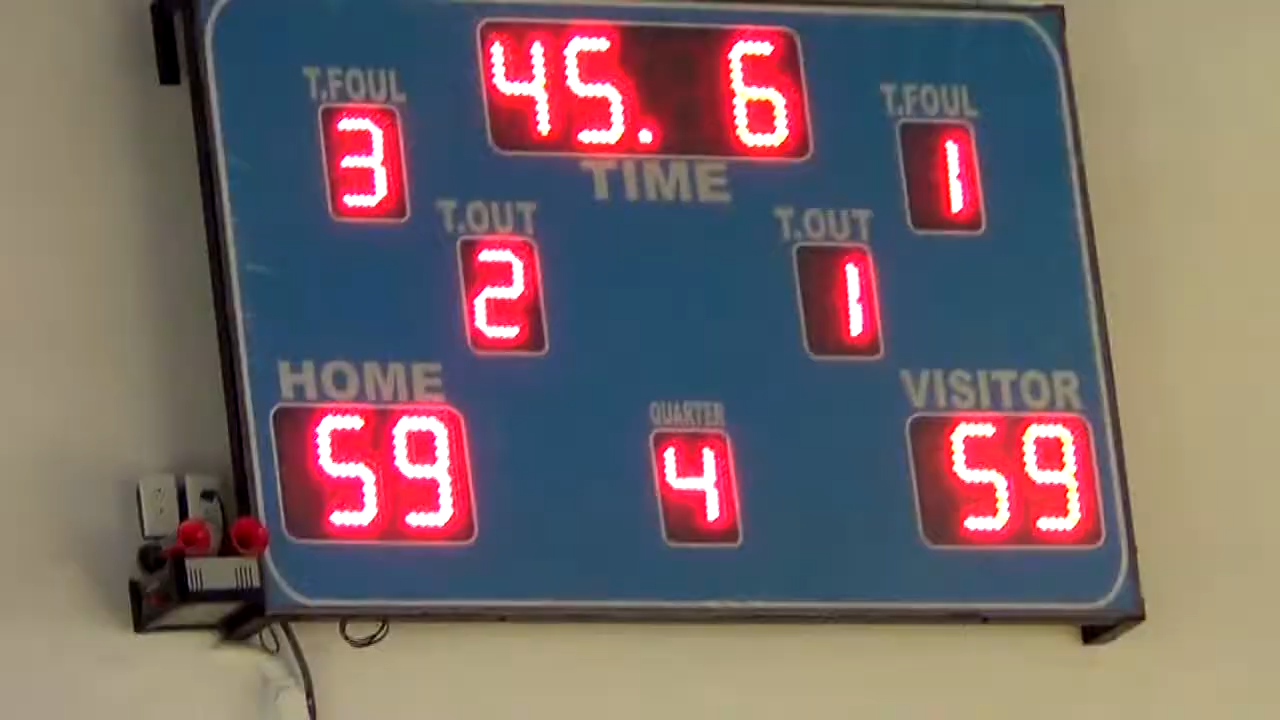 45. 6
TIME
T.FOUL
3
T.FOUL
1
T.OUT
2
T.OUT
1
HOME
59
QUARTER
4
VISITOR
59